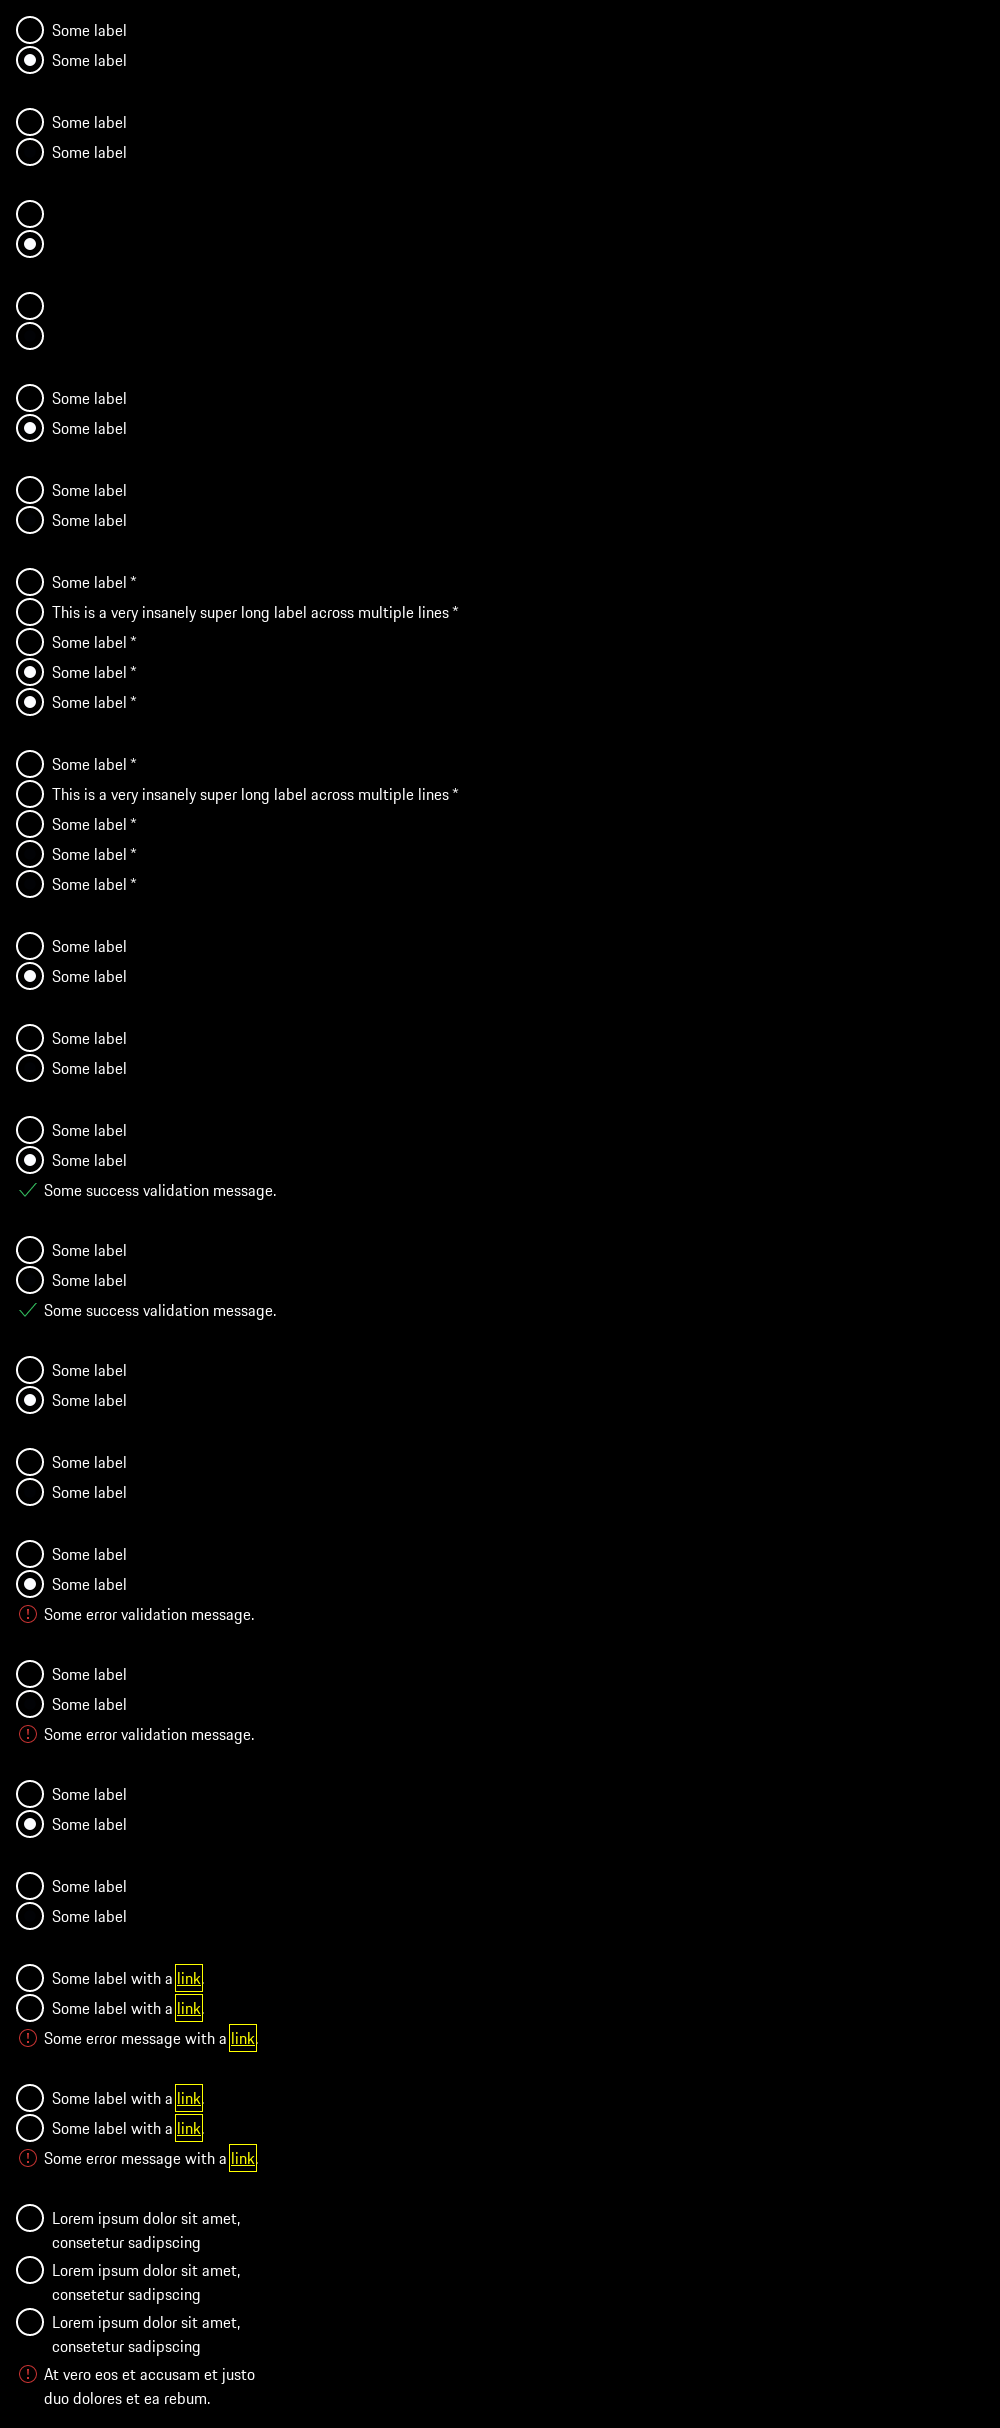 Some label
Some label
Some label
Some label
Some label
Some label
Some label
Some label
Some label *
This is a very insanely super long label across multiple lines *
Some label *
Some label *
Some label *
Some label *
This is a very insanely super long label across multiple lines *
Some label *
Some label *
Some label *
Some label
Some label
Some label
Some label
Some label
Some label
Some success validation message.
Some label
Some label
Some success validation message.
Some label
Some label
Some label
Some label
Some label
Some label
Some error validation message.
Some label
Some label
Some error validation message.
Some label
Some label
Some label
Some label
Some label with a link.
Some label with a link.
Some error message with a link.
Some label with a link.
Some label with a link.
Some error message with a link.
Lorem ipsum dolor sit amet,
consetetur sadipscing
Lorem ipsum dolor sit amet,
consetetur sadipscing
Lorem ipsum dolor sit amet,
consetetur sadipscing
At vero eos et accusam et justo
duo dolores et ea rebum.